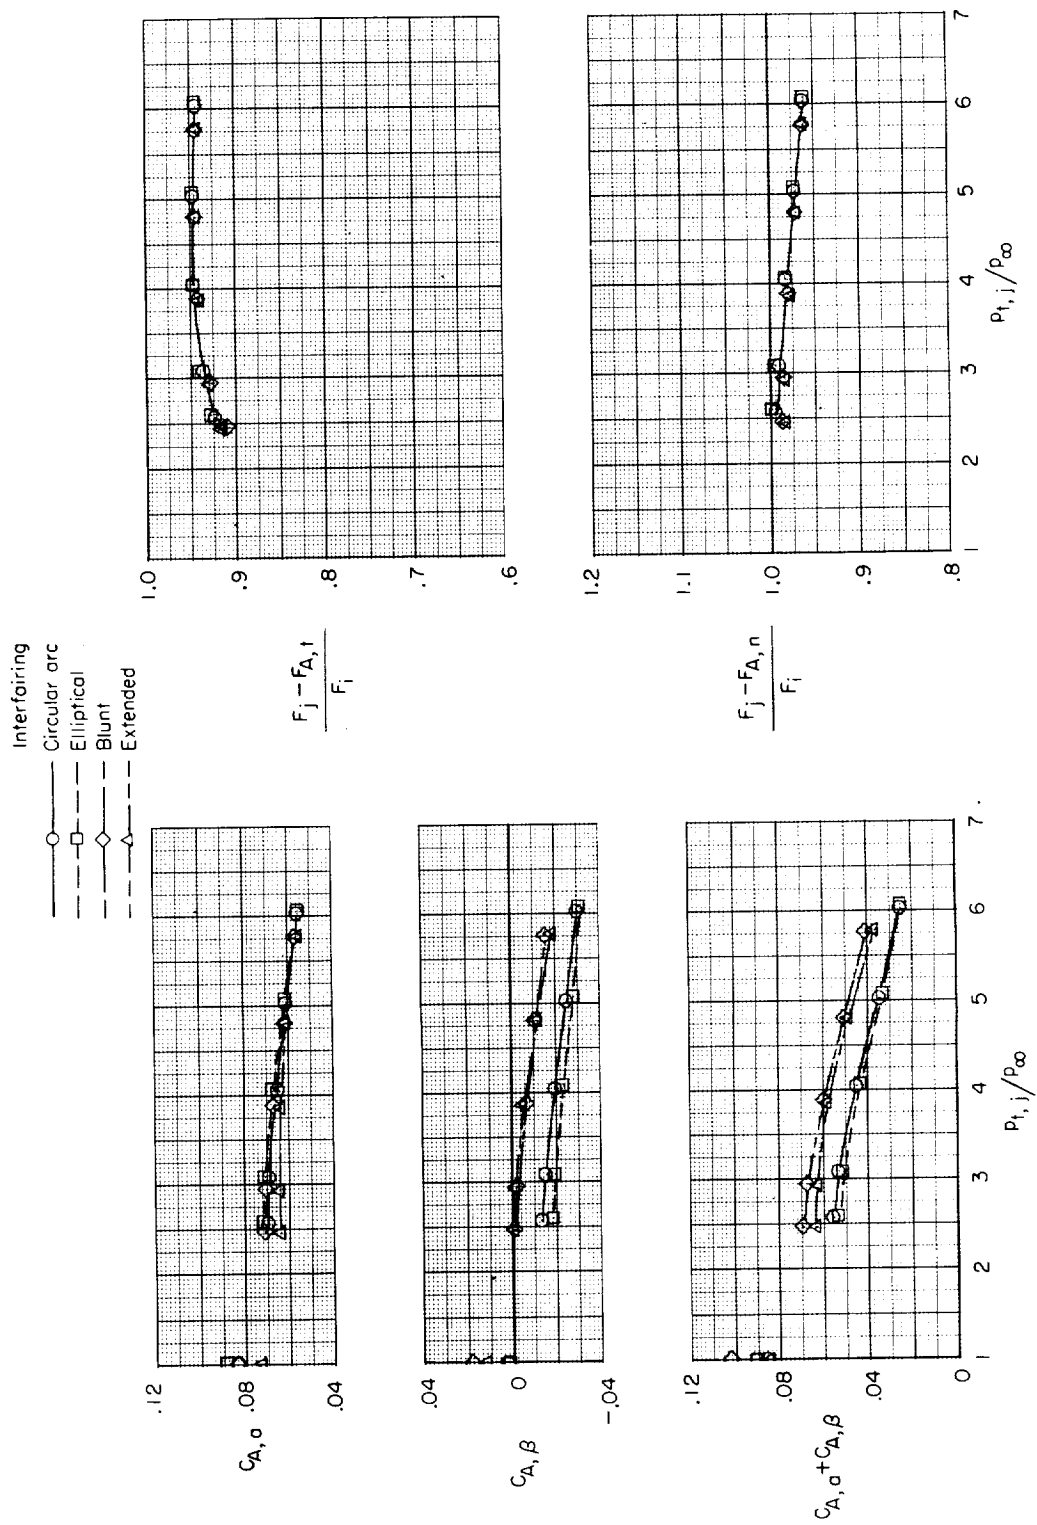 Interfairing
Circular arc
Elliptical
Blunt
Extended
.12
.08
.04
C_A,a
.04
0
-.04
C_A,β
.12
.08
.04
0
C_A,a + C_A,β
1 2 3 4 5 6 7
p_t,j/p_∞
1.0
.9
.8
.7
.6
F_j − F_A,t
F_i
1.2
1.1
1.0
.9
.8
F_j − F_A,n
F_i
1 2 3 4 5 6 7
p_t,j/p_∞